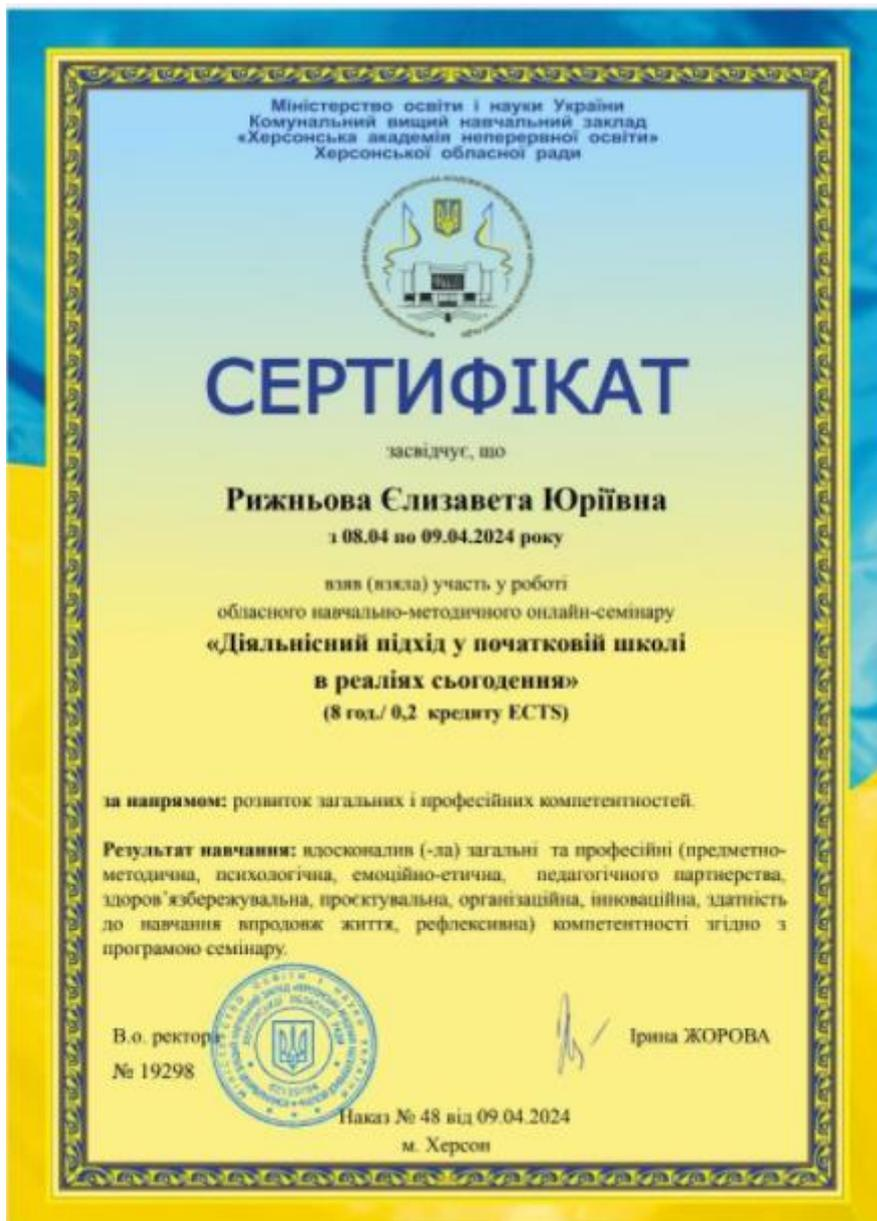 Міністерство освіти і науки України
Комунальний вищий навчальний заклад
«Херсонська академія неперервної освіти»
Херсонської обласної ради
СЕРТИФІКАТ
засвідчує, що
Рижньова Єлизавета Юріївна
з 08.04 по 09.04.2024 року
взяв (взяла) участь у роботі
обласного навчально-методичного онлайн-семінару
«Діяльнісний підхід у початковій школі
в реаліях сьогодення»
(8 год./ 0,2 кредиту ECTS)
за напрямом: розвиток загальних і професійних компетентностей.
Результат навчання: вдосконалив (-ла) загальні та професійні (предметно-
методична, психологічна, емоційно-етична, педагогічного партнерства,
здоров'язбережувальна, проєктувальна, організаційна, інноваційна, здатність
до навчання впродовж життя, рефлексивна) компетентності згідно з
програмою семінару.
В.о. ректора
Ірина ЖОРОВА
№ 19298
Наказ № 48 від 09.04.2024
м. Херсон